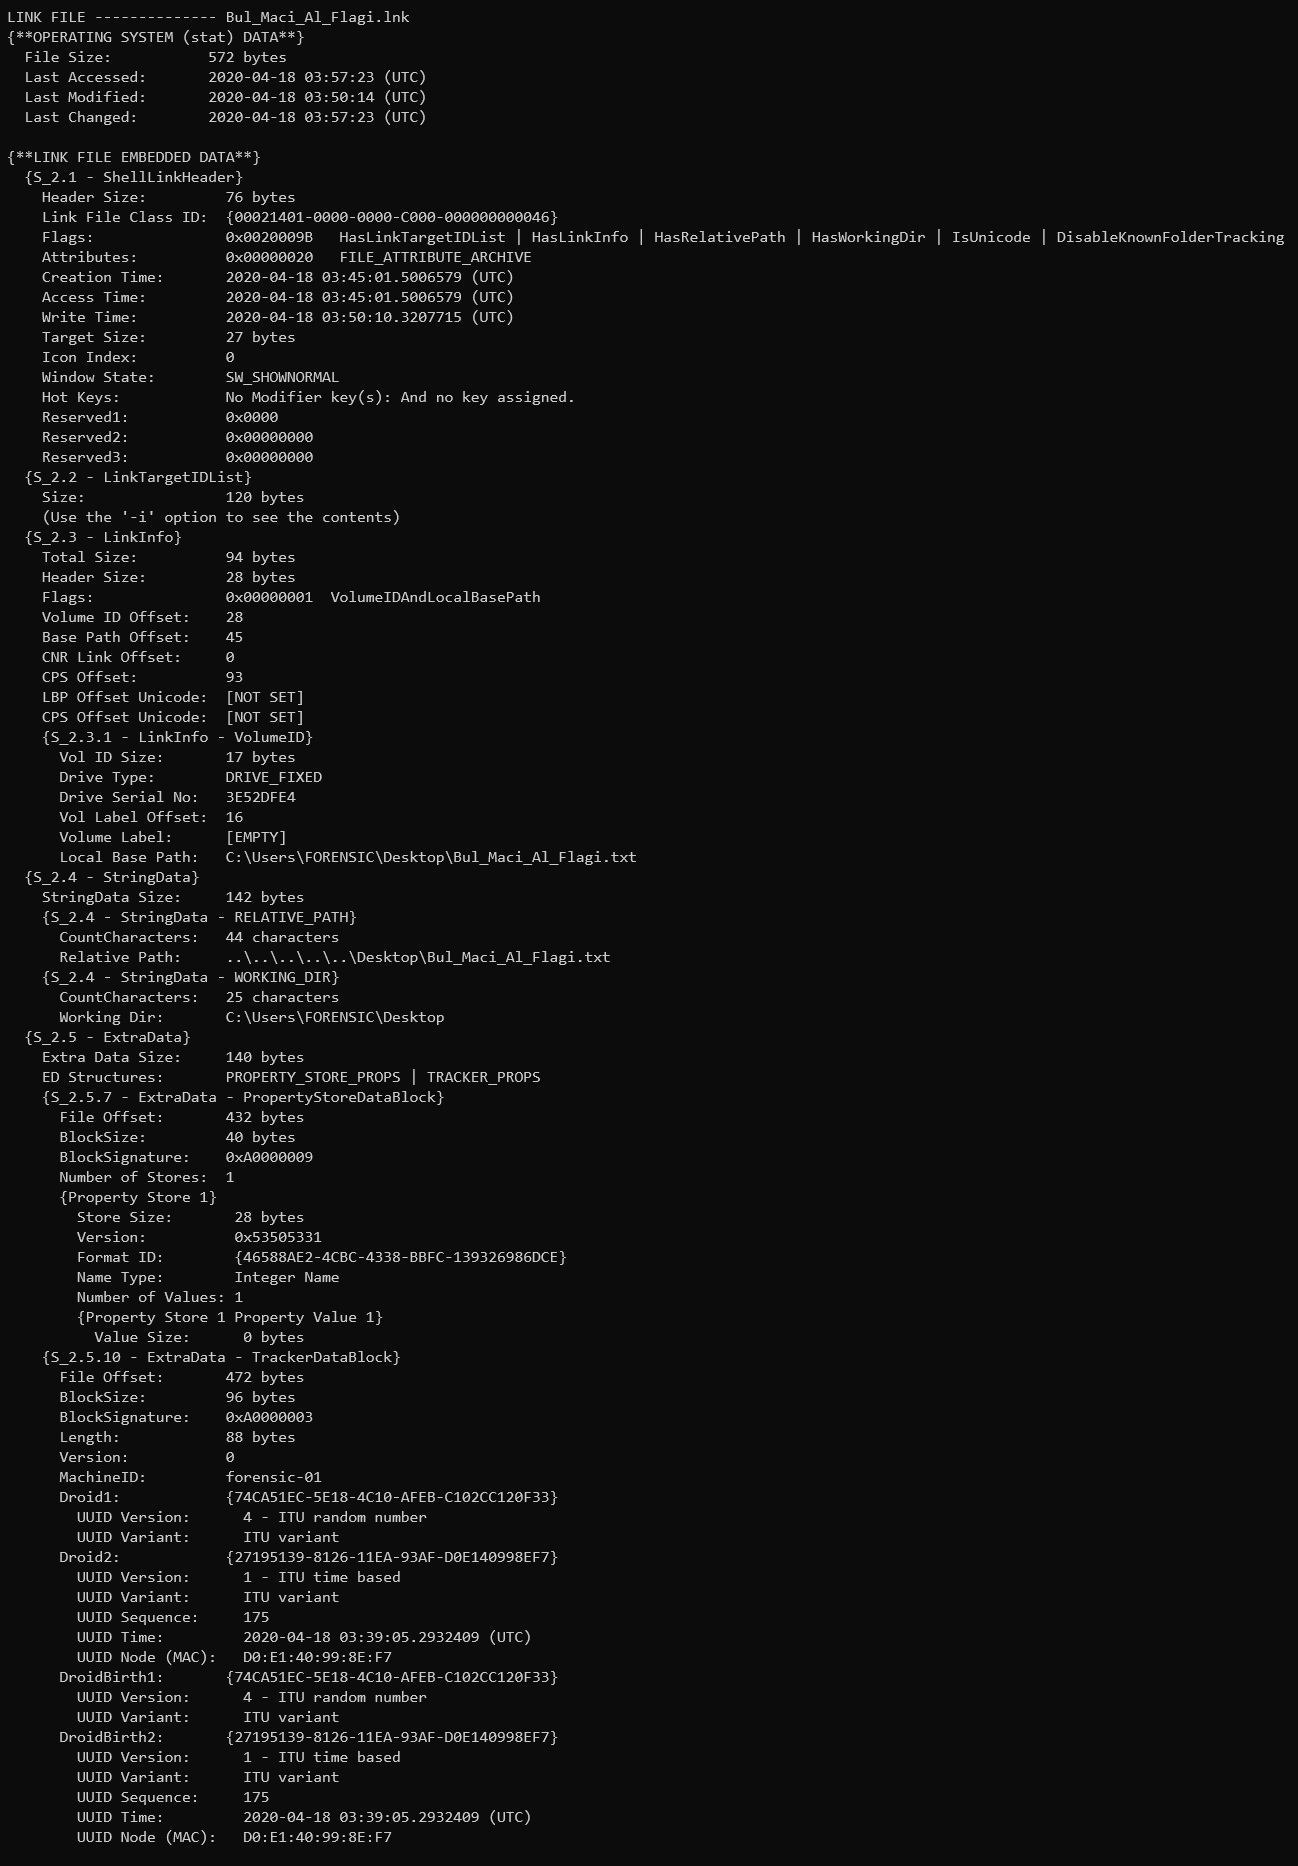 LINK FILE -------------- Bul_Maci_Al_Flagi.lnk
{**OPERATING SYSTEM (stat) DATA**}
  File Size:           572 bytes
  Last Accessed:       2020-04-18 03:57:23 (UTC)
  Last Modified:       2020-04-18 03:50:14 (UTC)
  Last Changed:        2020-04-18 03:57:23 (UTC)

{**LINK FILE EMBEDDED DATA**}
  {S_2.1 - ShellLinkHeader}
    Header Size:         76 bytes
    Link File Class ID:  {00021401-0000-0000-C000-000000000046}
    Flags:               0x0020009B   HasLinkTargetIDList | HasLinkInfo | HasRelativePath | HasWorkingDir | IsUnicode | DisableKnownFolderTracking
    Attributes:          0x00000020   FILE_ATTRIBUTE_ARCHIVE
    Creation Time:       2020-04-18 03:45:01.5006579 (UTC)
    Access Time:         2020-04-18 03:45:01.5006579 (UTC)
    Write Time:          2020-04-18 03:50:10.3207715 (UTC)
    Target Size:         27 bytes
    Icon Index:          0
    Window State:        SW_SHOWNORMAL
    Hot Keys:            No Modifier key(s): And no key assigned.
    Reserved1:           0x0000
    Reserved2:           0x00000000
    Reserved3:           0x00000000
  {S_2.2 - LinkTargetIDList}
    Size:                120 bytes
    (Use the '-i' option to see the contents)
  {S_2.3 - LinkInfo}
    Total Size:          94 bytes
    Header Size:         28 bytes
    Flags:               0x00000001  VolumeIDAndLocalBasePath
    Volume ID Offset:    28
    Base Path Offset:    45
    CNR Link Offset:     0
    CPS Offset:          93
    LBP Offset Unicode:  [NOT SET]
    CPS Offset Unicode:  [NOT SET]
    {S_2.3.1 - LinkInfo - VolumeID}
      Vol ID Size:       17 bytes
      Drive Type:        DRIVE_FIXED
      Drive Serial No:   3E52DFE4
      Vol Label Offset:  16
      Volume Label:      [EMPTY]
      Local Base Path:   C:\Users\FORENSIC\Desktop\Bul_Maci_Al_Flagi.txt
  {S_2.4 - StringData}
    StringData Size:     142 bytes
    {S_2.4 - StringData - RELATIVE_PATH}
      CountCharacters:   44 characters
      Relative Path:     ..\..\..\..\..\Desktop\Bul_Maci_Al_Flagi.txt
    {S_2.4 - StringData - WORKING_DIR}
      CountCharacters:   25 characters
      Working Dir:       C:\Users\FORENSIC\Desktop
  {S_2.5 - ExtraData}
    Extra Data Size:     140 bytes
    ED Structures:       PROPERTY_STORE_PROPS | TRACKER_PROPS
    {S_2.5.7 - ExtraData - PropertyStoreDataBlock}
      File Offset:       432 bytes
      BlockSize:         40 bytes
      BlockSignature:    0xA0000009
      Number of Stores:  1
      {Property Store 1}
        Store Size:       28 bytes
        Version:          0x53505331
        Format ID:        {46588AE2-4CBC-4338-BBFC-139326986DCE}
        Name Type:        Integer Name
        Number of Values: 1
        {Property Store 1 Property Value 1}
          Value Size:      0 bytes
    {S_2.5.10 - ExtraData - TrackerDataBlock}
      File Offset:       472 bytes
      BlockSize:         96 bytes
      BlockSignature:    0xA0000003
      Length:            88 bytes
      Version:           0
      MachineID:         forensic-01
      Droid1:            {74CA51EC-5E18-4C10-AFEB-C102CC120F33}
        UUID Version:      4 - ITU random number
        UUID Variant:      ITU variant
      Droid2:            {27195139-8126-11EA-93AF-D0E140998EF7}
        UUID Version:      1 - ITU time based
        UUID Variant:      ITU variant
        UUID Sequence:     175
        UUID Time:         2020-04-18 03:39:05.2932409 (UTC)
        UUID Node (MAC):   D0:E1:40:99:8E:F7
      DroidBirth1:       {74CA51EC-5E18-4C10-AFEB-C102CC120F33}
        UUID Version:      4 - ITU random number
        UUID Variant:      ITU variant
      DroidBirth2:       {27195139-8126-11EA-93AF-D0E140998EF7}
        UUID Version:      1 - ITU time based
        UUID Variant:      ITU variant
        UUID Sequence:     175
        UUID Time:         2020-04-18 03:39:05.2932409 (UTC)
        UUID Node (MAC):   D0:E1:40:99:8E:F7